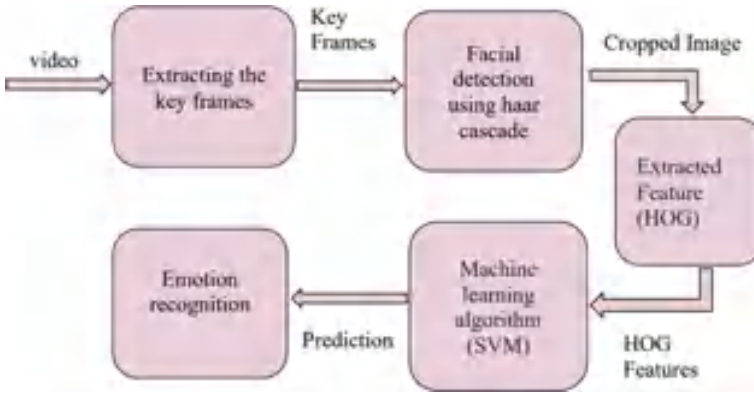 video
Extracting the
key frames
Key
Frames
Facial
detection
using haar
cascade
Cropped Image
Extracted
Feature
(HOG)
HOG
Features
Machine
learning
algorithm
(SVM)
Prediction
Emotion
recognition